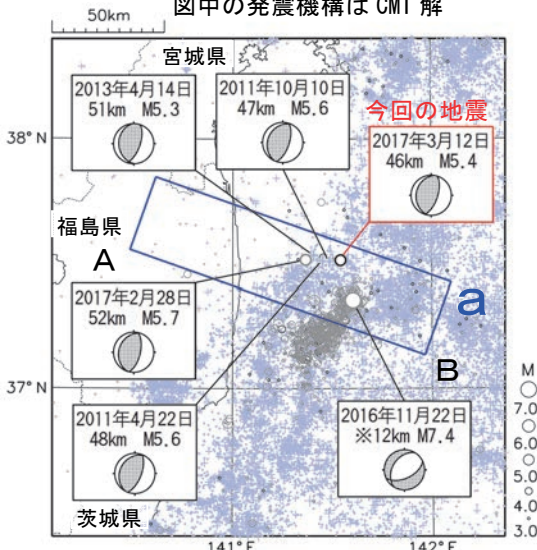 50km
図中の発震機構は CMT 解
宮城県
2013年4月14日
51km M5.3
2011年10月10日
47km M5.6
今回の地震
2017年3月12日
46km M5.4
38°N
福島県
A
a
2017年2月28日
52km M5.7
B
37°N
M
7.0
6.0
5.0
4.0
3.0
2011年4月22日
48km M5.6
2016年11月22日
※12km M7.4
茨城県
141°E
142°E